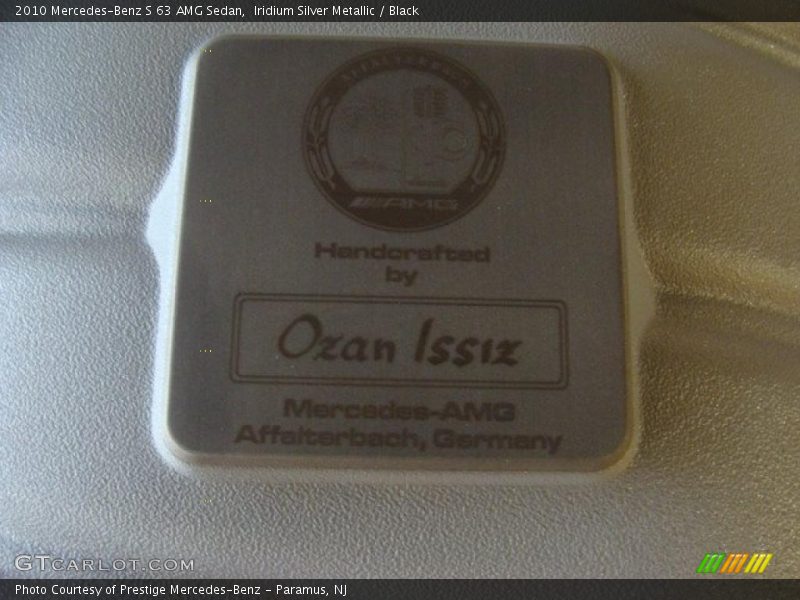 2010 Mercedes-Benz S 63 AMG Sedan, Iridium Silver Metallic / Black
AFFALTERBACH
AMG
Handcrafted
by
Ozan Issız
Mercedes-AMG
Affalterbach, Germany
GTCARLOT.COM
Photo Courtesy of Prestige Mercedes-Benz - Paramus, NJ